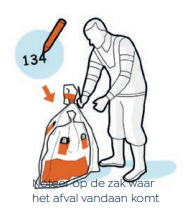 134
Noteer op de zak waar
het afval vandaan komt